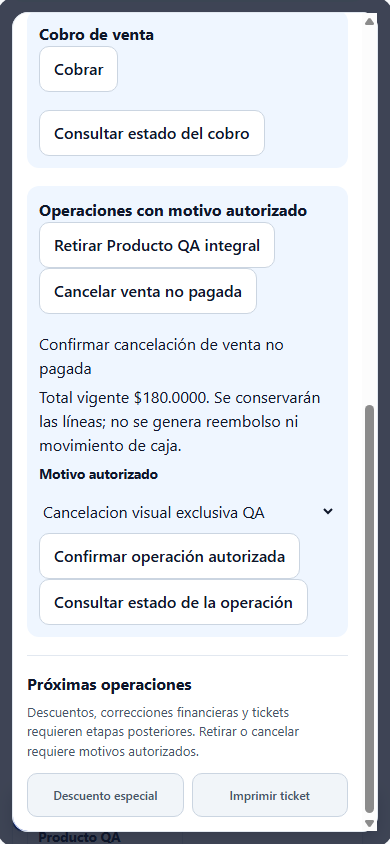 Cobro de venta
Cobrar
Consultar estado del cobro
Operaciones con motivo autorizado
Retirar Producto QA integral
Cancelar venta no pagada
Confirmar cancelación de venta no
pagada
Total vigente $180.0000. Se conservarán
las líneas; no se genera reembolso ni
movimiento de caja.
Motivo autorizado
Cancelacion visual exclusiva QA
Confirmar operación autorizada
Consultar estado de la operación
Próximas operaciones
Descuentos, correcciones financieras y tickets
requieren etapas posteriores. Retirar o cancelar
requiere motivos autorizados.
Descuento especial
Imprimir ticket
Producto QA